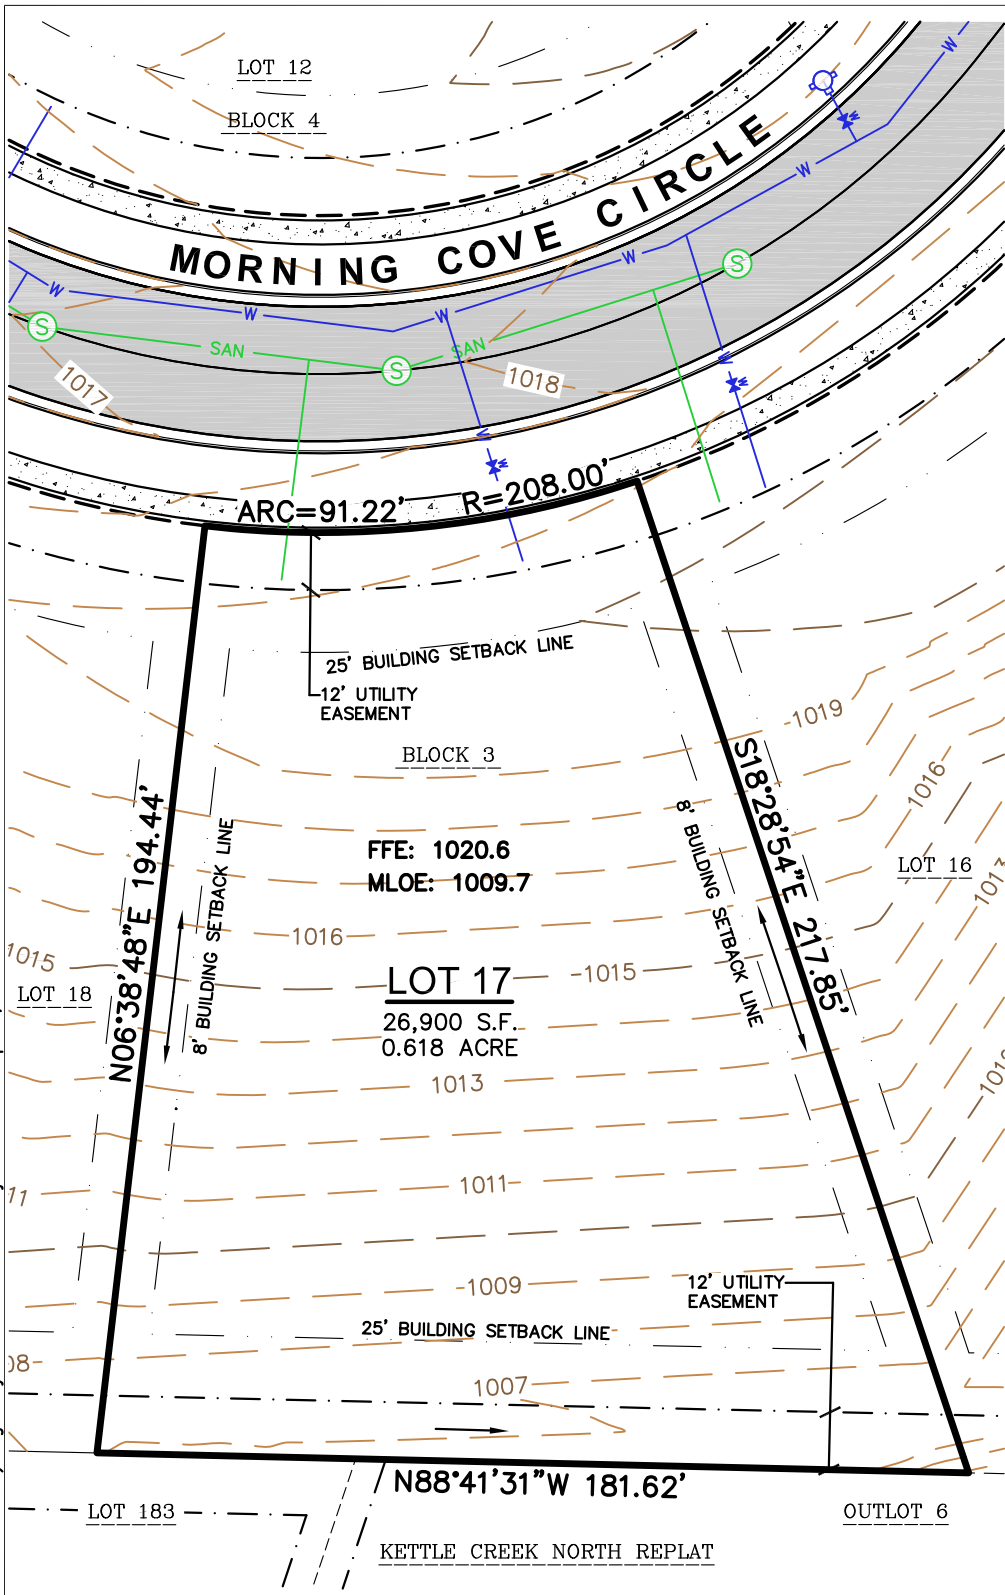 LOT 12
BLOCK 4
MORNING COVE CIRCLE
W
W
W
W
W
W
W
W
W
W
S
S
S
SAN
SAN
1017
1018
ARC=91.22'
R=208.00'
25' BUILDING SETBACK LINE
12' UTILITY
EASEMENT
BLOCK 3
1019
1016
1017
S18°28'54"E 217.85'
N06°38'48"E 194.44'
8' BUILDING SETBACK LINE
8' BUILDING SETBACK LINE
FFE: 1020.6
MLOE: 1009.7
LOT 16
1016
1015
1015
LOT 18
LOT 17
26,900 S.F.
0.618 ACRE
1013
1011
11
1009
12' UTILITY
EASEMENT
25' BUILDING SETBACK LINE
08
1007
N88°41'31"W 181.62'
LOT 183
OUTLOT 6
KETTLE CREEK NORTH REPLAT